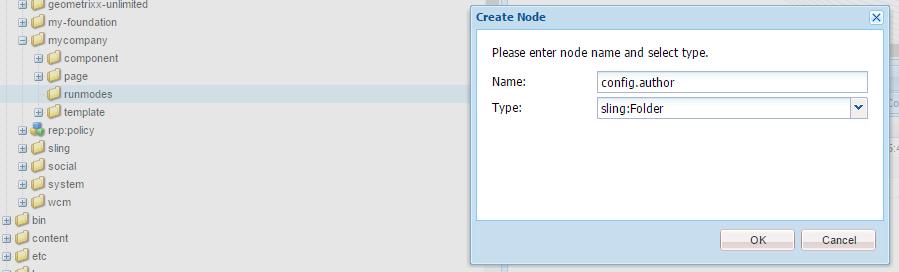 geometrixx-unlimited
my-foundation
mycompany
component
page
runmodes
template
rep:policy
sling
social
system
wcm
bin
content
etc
Create Node
Please enter node name and select type.
Name: config.author
Type: sling:Folder
OK Cancel